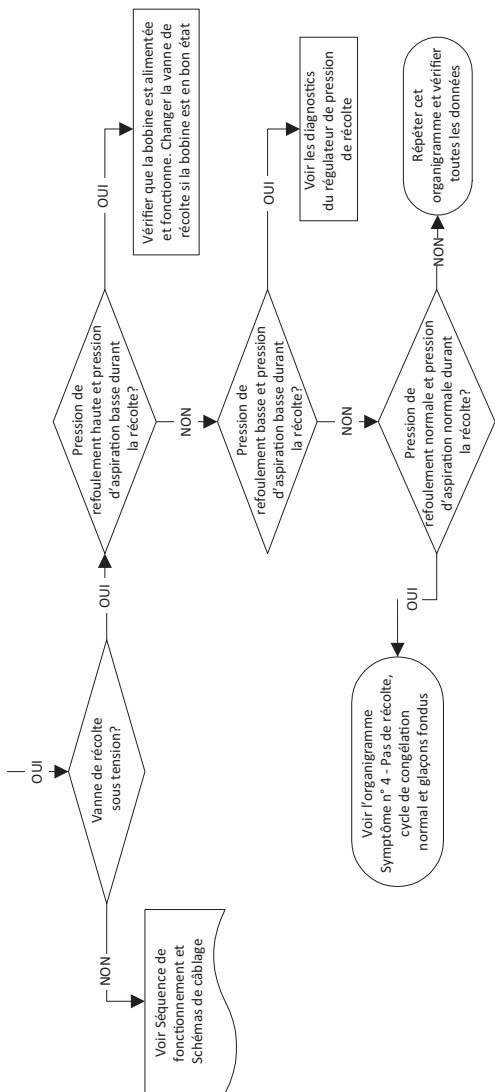 OUI
Vanne de récolte
sous tension?
NON
Voir Séquence de
fonctionnement et
Schémas de câblage
OUI
Pression de
refoulement haute et pression
d’aspiration basse durant
la récolte?
OUI
Vérifier que la bobine est alimentée
et fonctionne. Changer la vanne de
récolte si la bobine est en bon état
NON
Pression de
refoulement basse et pression
d’aspiration basse durant
la récolte?
OUI
Voir les diagnostics
du régulateur de pression
de récolte
NON
Pression de
refoulement normale et pression
d’aspiration normale durant
la récolte?
OUI
Voir l’organigramme
Symptôme n° 4 - Pas de récolte,
cycle de congélation
normal et glaçons fondus
NON
Répéter cet
organigramme et vérifier
toutes les données